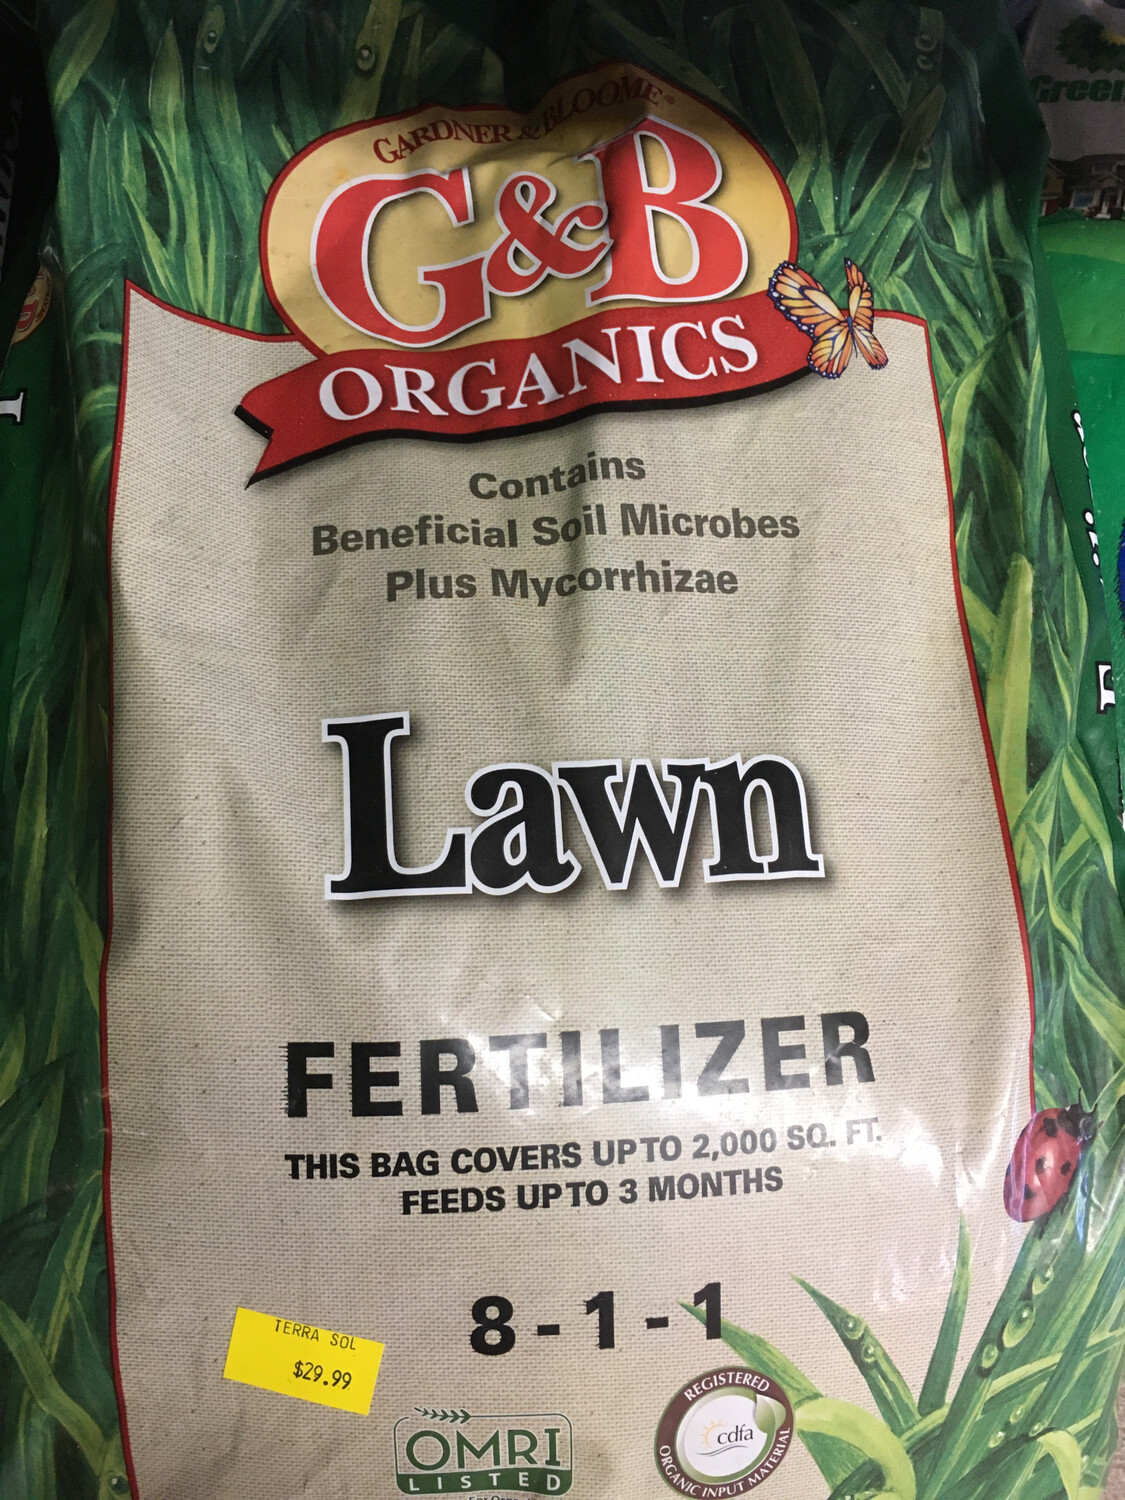 GARDNER & BLOOME®
G&B
ORGANICS
Contains
Beneficial Soil Microbes
Plus Mycorrhizae
Lawn
FERTILIZER
THIS BAG COVERS UP TO 2,000 SQ. FT.
FEEDS UP TO 3 MONTHS
8-1-1
TERRA SOL
$29.99
OMRI
LISTED
REGISTERED
cdfa
ORGANIC INPUT MATERIAL
Green